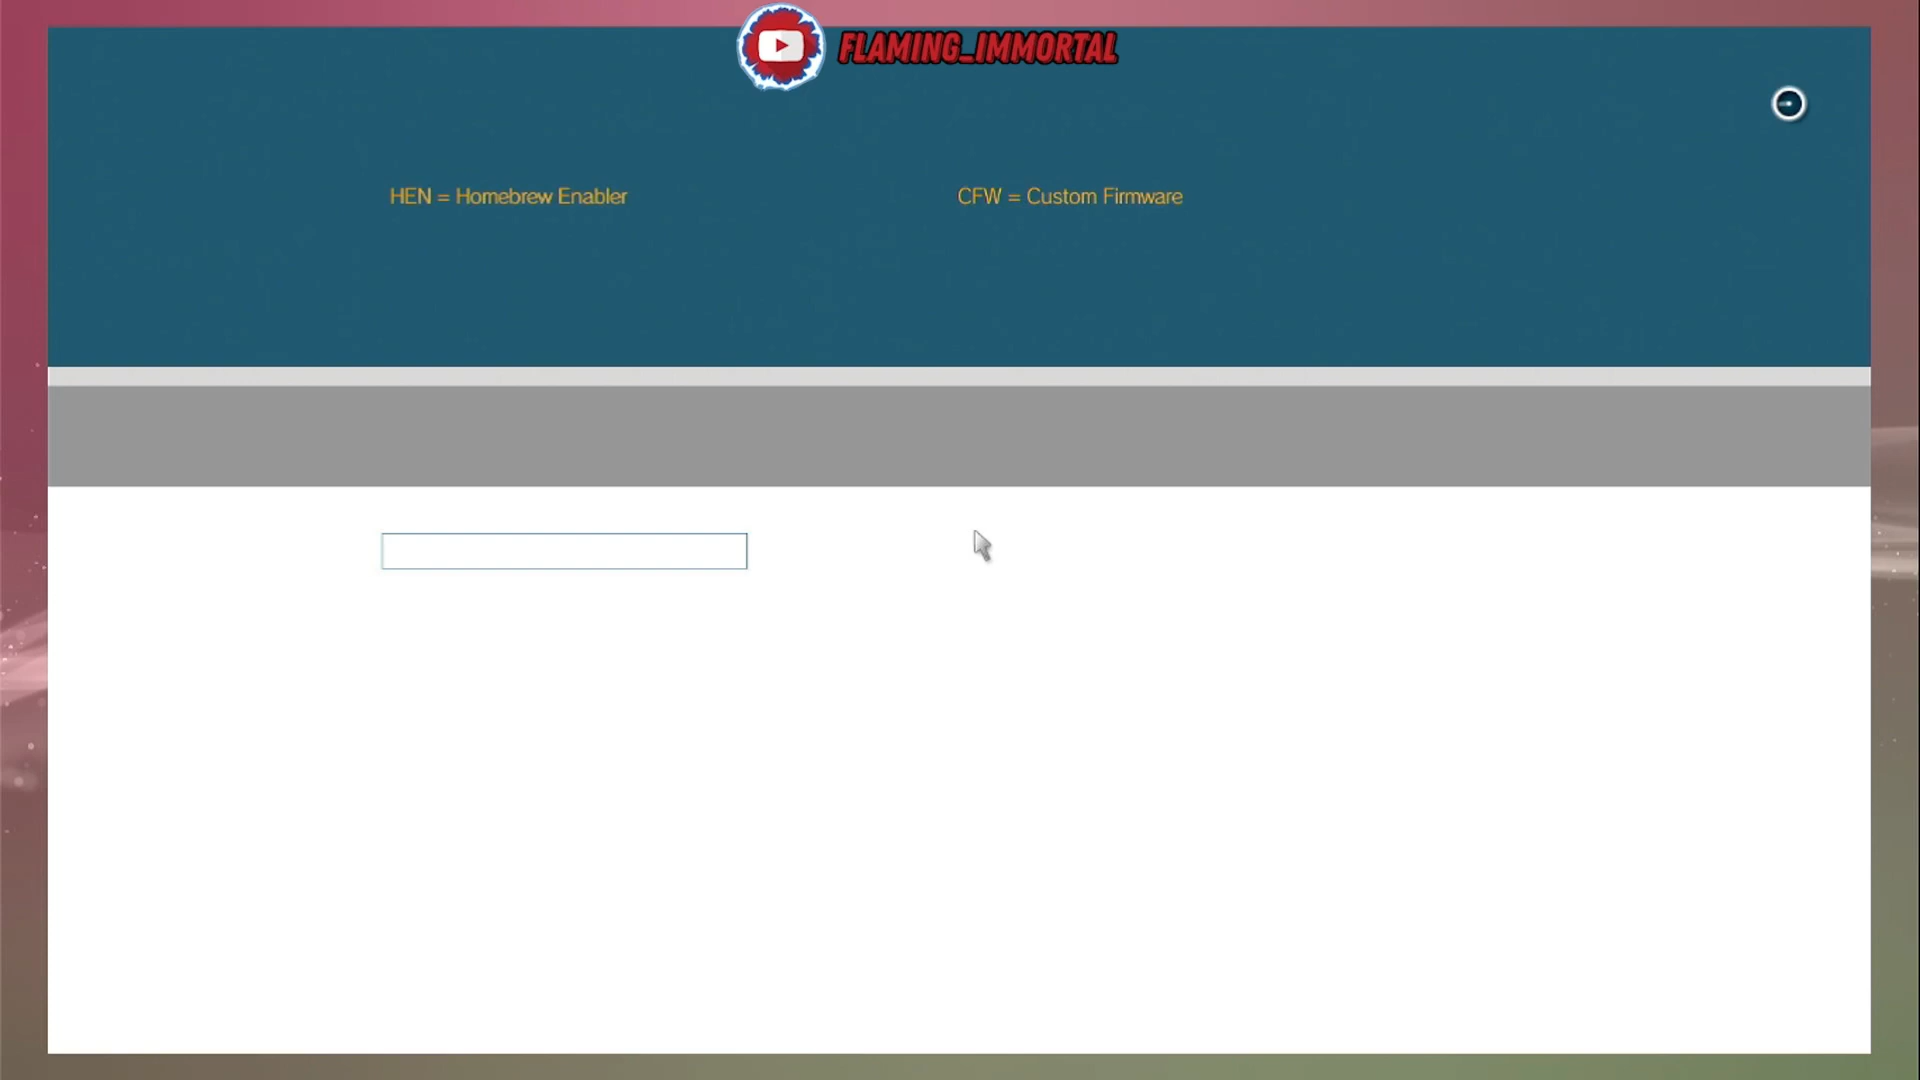 FLAMING_IMMORTAL
HEN = Homebrew Enabler
CFW = Custom Firmware